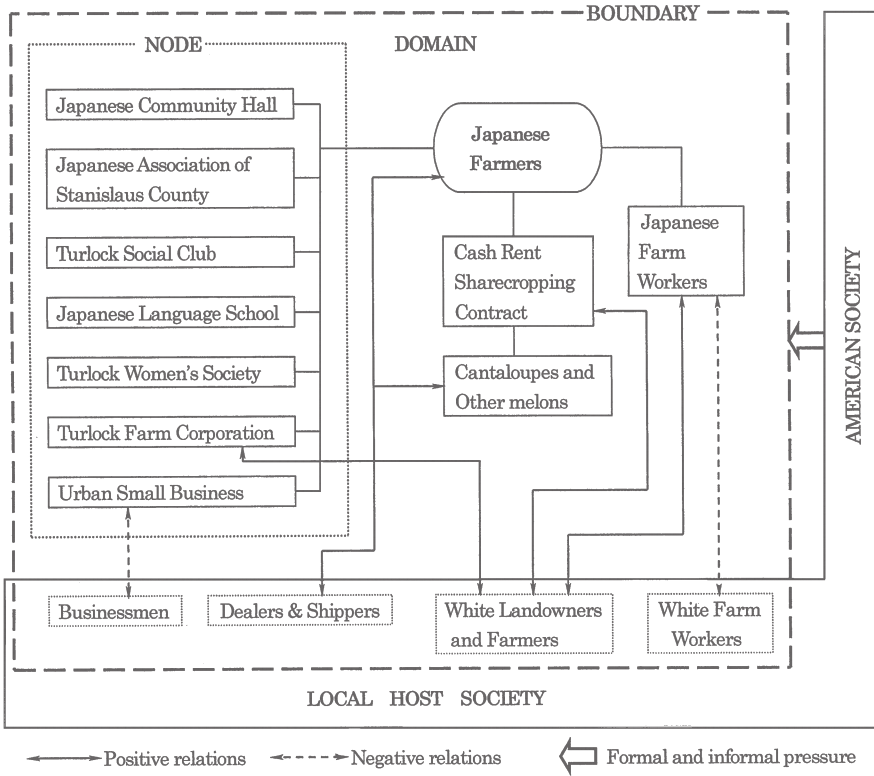 BOUNDARY
NODE
DOMAIN
Japanese Community Hall
Japanese Association of
Stanislaus County
Turlock Social Club
Japanese Language School
Turlock Women's Society
Turlock Farm Corporation
Urban Small Business
Japanese
Farmers
Cash Rent
Sharecropping
Contract
Cantaloupes and
Other melons
Japanese
Farm
Workers
AMERICAN SOCIETY
Businessmen
Dealers & Shippers
White Landowners
and Farmers
White Farm
Workers
LOCAL HOST SOCIETY
Positive relations
Negative relations
Formal and informal pressure